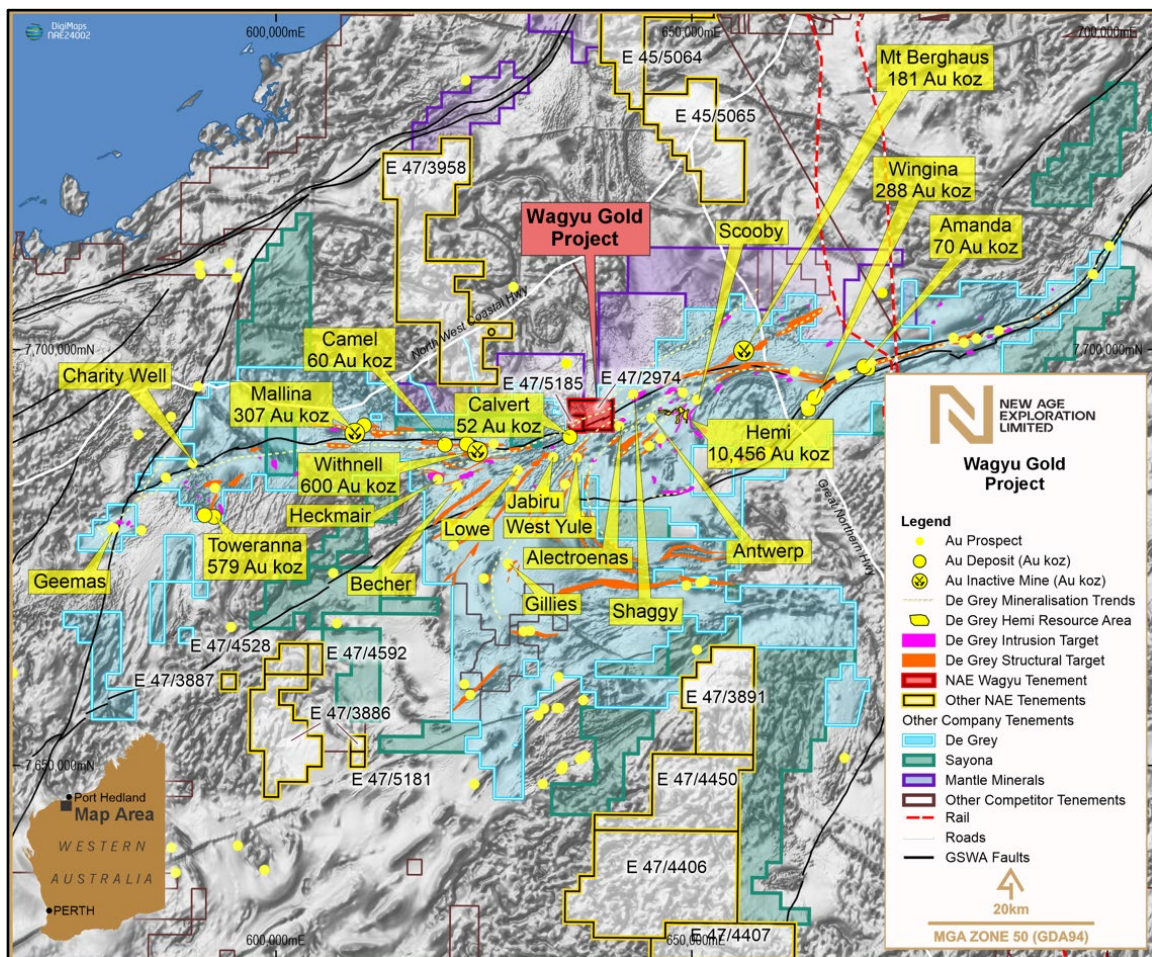 DigiMaps
NAE24002
600,000mE
650,000mE
700,000mE
E 45/5064
Mt Berghaus
181 Au koz
E 45/5065
E 47/3958
Wingina
288 Au koz
Wagyu Gold
Project
Scooby
Amanda
70 Au koz
North West Coastal Hwy
Camel
60 Au koz
7,700,000mN
7,700,000mN
Charity Well
E 47/5185
E 47/2974
Mallina
307 Au koz
Calvert
52 Au koz
Hemi
10,456 Au koz
Withnell
600 Au koz
Jabiru
Heckmair
Lowe
West Yule
Great Northern Hwy
Toweranna
579 Au koz
Alectroenas
Antwerp
Geemas
Becher
Gillies
Shaggy
E 47/4528
E 47/4592
E 47/3887
E 47/3886
E 47/3891
E 47/5181
7,650,000mN
E 47/4450
E 47/4406
E 47/4407
600,000mE
650,000mE
Port Hedland
Map Area
WESTERN
AUSTRALIA
PERTH
NEW AGE
EXPLORATION
LIMITED
Wagyu Gold
Project
Legend
Au Prospect
Au Deposit (Au koz)
Au Inactive Mine (Au koz)
De Grey Mineralisation Trends
De Grey Hemi Resource Area
De Grey Intrusion Target
De Grey Structural Target
NAE Wagyu Tenement
Other NAE Tenements
Other Company Tenements
De Grey
Sayona
Mantle Minerals
Other Competitor Tenements
Rail
Roads
GSWA Faults
20km
MGA ZONE 50 (GDA94)